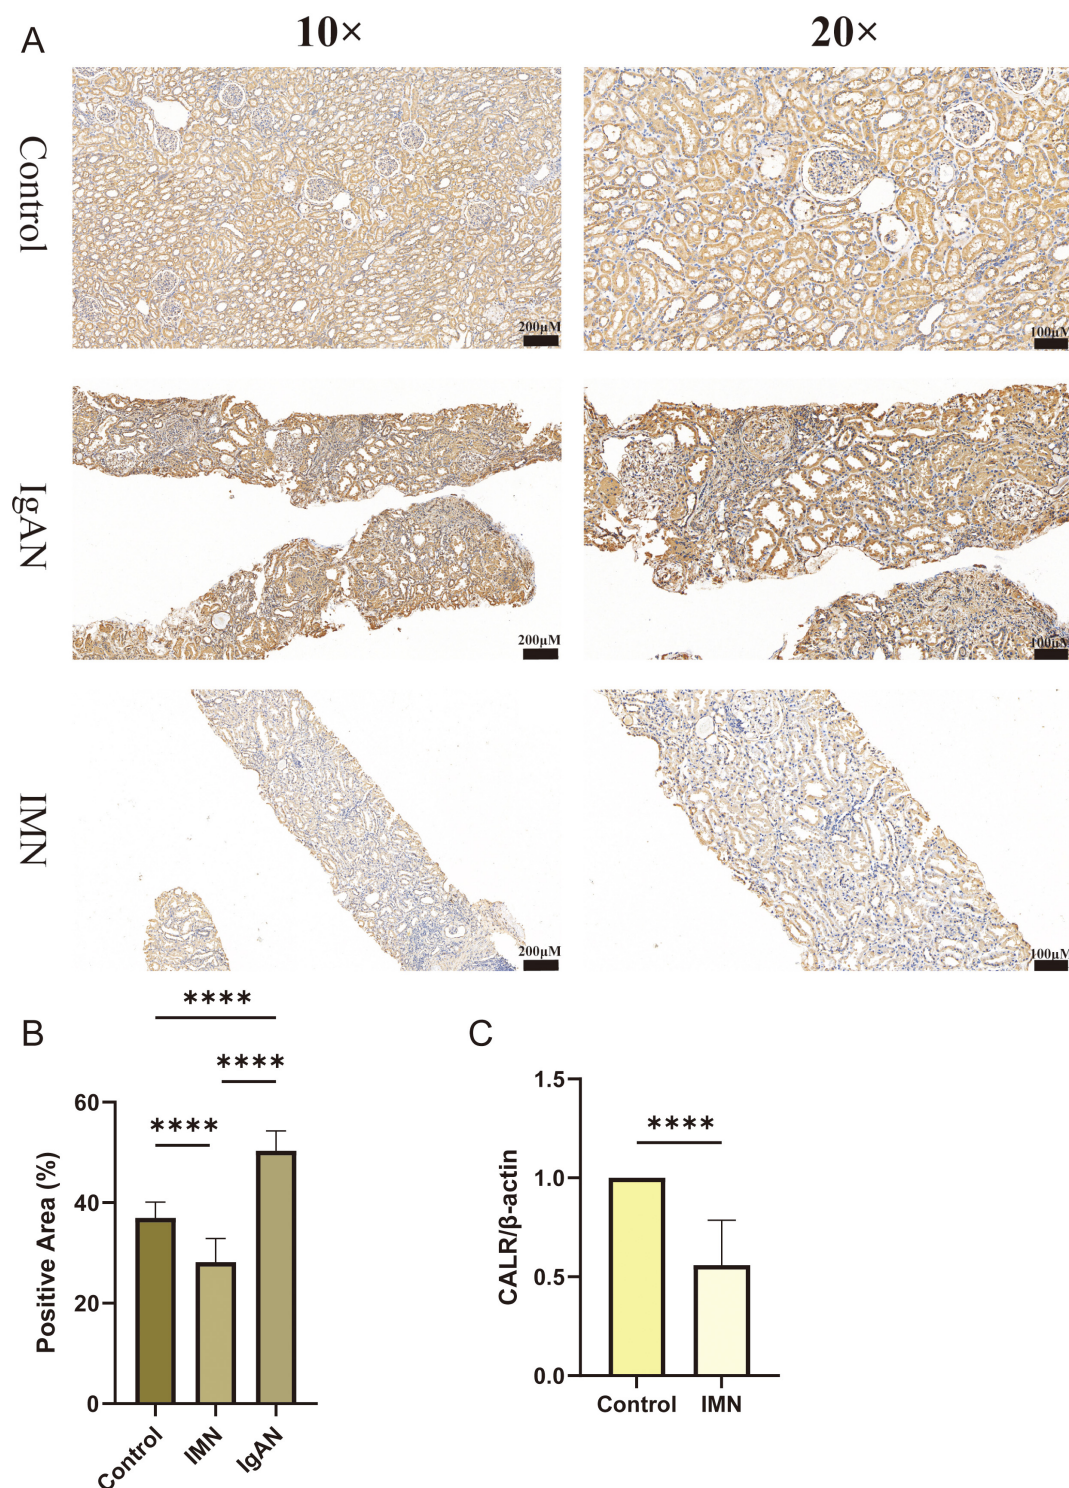 A
10×
20×
Control
200μM
100μM
IgAN
200μM
100μM
IMN
200μM
100μM
B
****
****
****
Positive Area (%)
60
40
20
0
Control
IMN
IgAN
C
****
CALR/β-actin
1.5
1.0
0.5
0.0
Control
IMN